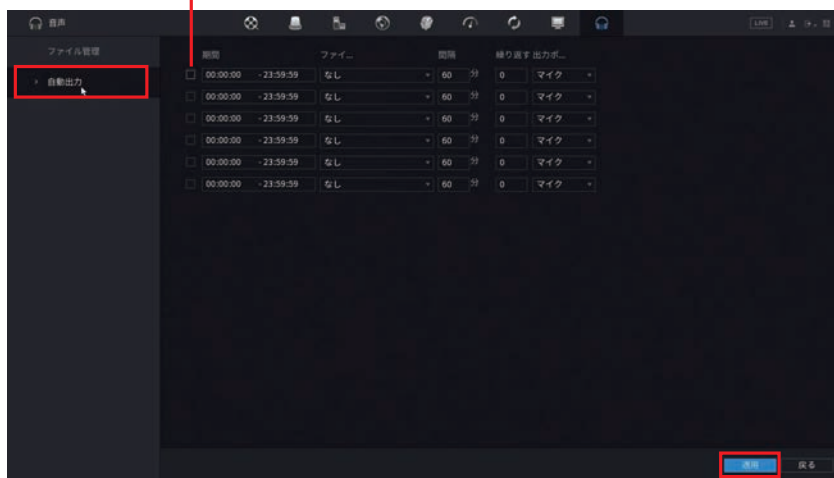 音声
LIVE
ファイル管理
自動出力
期間 ファイ... 間隔 繰り返す 出力ポ...
00:00:00 - 23:59:59 なし 60 分 0 マイク
00:00:00 - 23:59:59 なし 60 分 0 マイク
00:00:00 - 23:59:59 なし 60 分 0 マイク
00:00:00 - 23:59:59 なし 60 分 0 マイク
00:00:00 - 23:59:59 なし 60 分 0 マイク
00:00:00 - 23:59:59 なし 60 分 0 マイク
適用 戻る